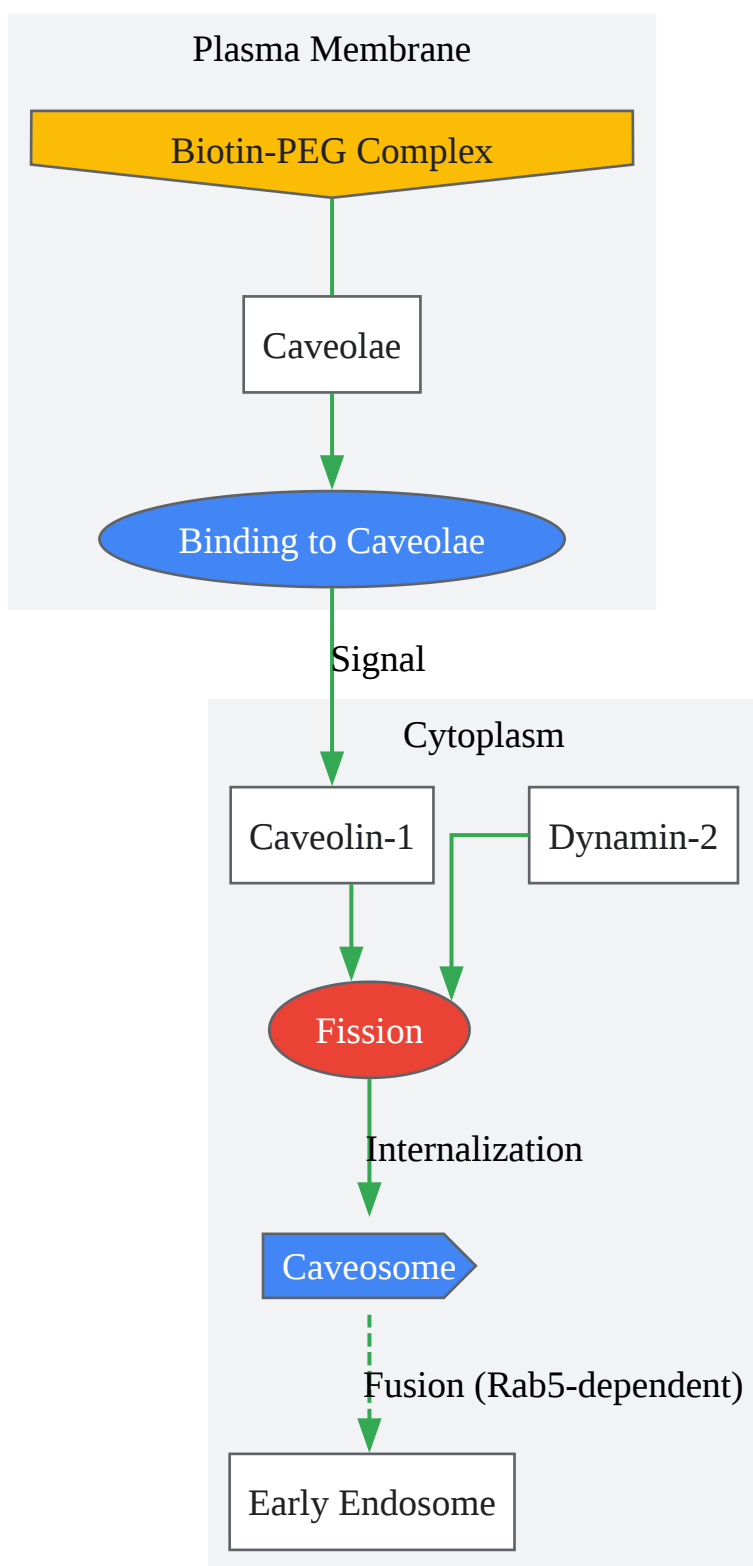 Plasma Membrane
Biotin-PEG Complex
Caveolae
Binding to Caveolae
Signal
Cytoplasm
Caveolin-1
Dynamin-2
Fission
Internalization
Caveosome
Fusion (Rab5-dependent)
Early Endosome